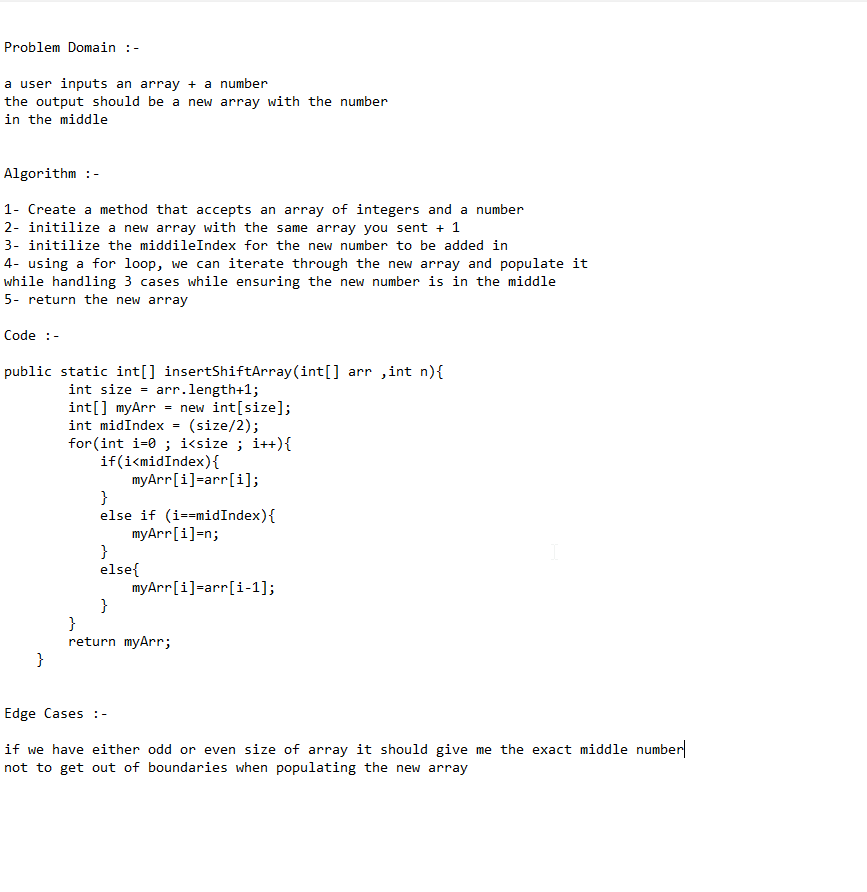 Problem Domain :-
a user inputs an array + a number
the output should be a new array with the number
in the middle
Algorithm :-
1- Create a method that accepts an array of integers and a number
2- initilize a new array with the same array you sent + 1
3- initilize the middileIndex for the new number to be added in
4- using a for loop, we can iterate through the new array and populate it
while handling 3 cases while ensuring the new number is in the middle
5- return the new array
Code :-
public static int[] insertShiftArray(int[] arr ,int n){
        int size = arr.length+1;
        int[] myArr = new int[size];
        int midIndex = (size/2);
        for(int i=0 ; i<size ; i++){
            if(i<midIndex){
                myArr[i]=arr[i];
            }
            else if (i==midIndex){
                myArr[i]=n;
            }
            else{
                myArr[i]=arr[i-1];
            }
        }
        return myArr;
    }
Edge Cases :-
if we have either odd or even size of array it should give me the exact middle number
not to get out of boundaries when populating the new array